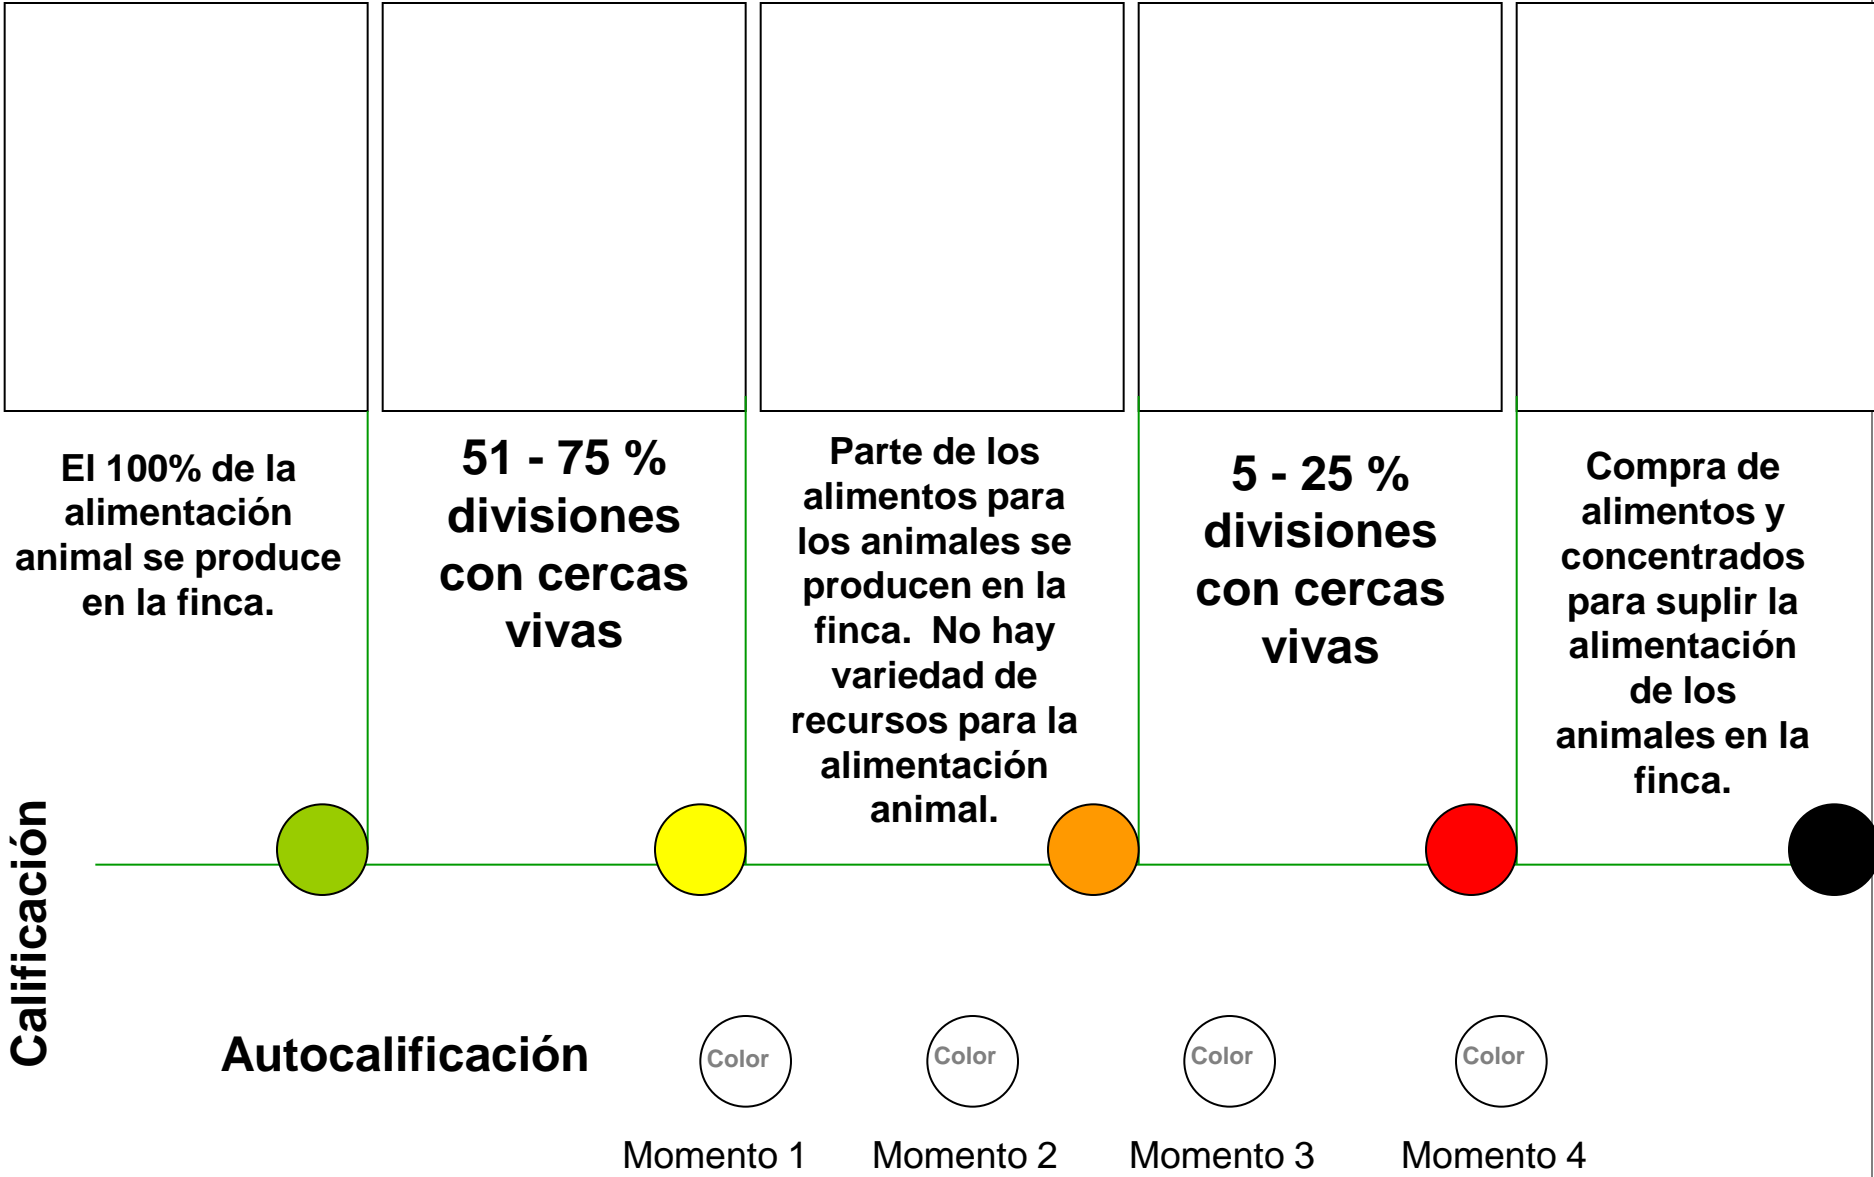 El 100% de la
alimentación
animal se produce
en la finca.
51 - 75 %
divisiones
con cercas
vivas
Parte de los
alimentos para
los animales se
producen en la
finca.  No hay
variedad de
recursos para la
alimentación
animal.
5 - 25 %
divisiones
con cercas
vivas
Compra de
alimentos y
concentrados
para suplir la
alimentación
de los
animales en la
finca.
Calificación
Autocalificación
Color
Color
Color
Color
Momento 1
Momento 2
Momento 3
Momento 4